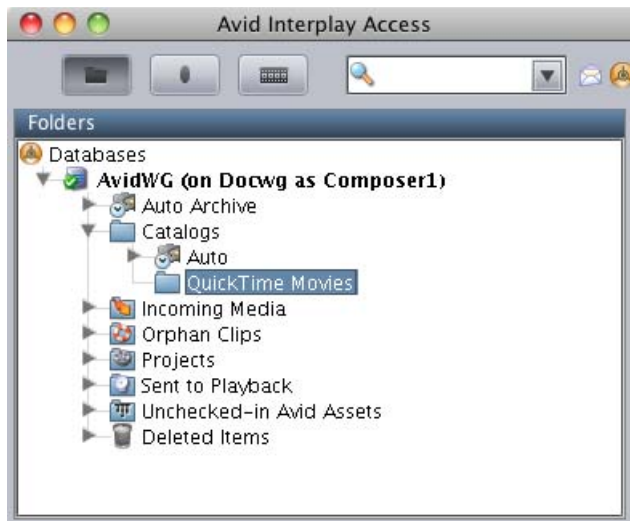 Avid Interplay Access
Folders
Databases
AvidWG (on Docwg as Composer1)
Auto Archive
Catalogs
Auto
QuickTime Movies
Incoming Media
Orphan Clips
Projects
Sent to Playback
Unchecked-in Avid Assets
Deleted Items